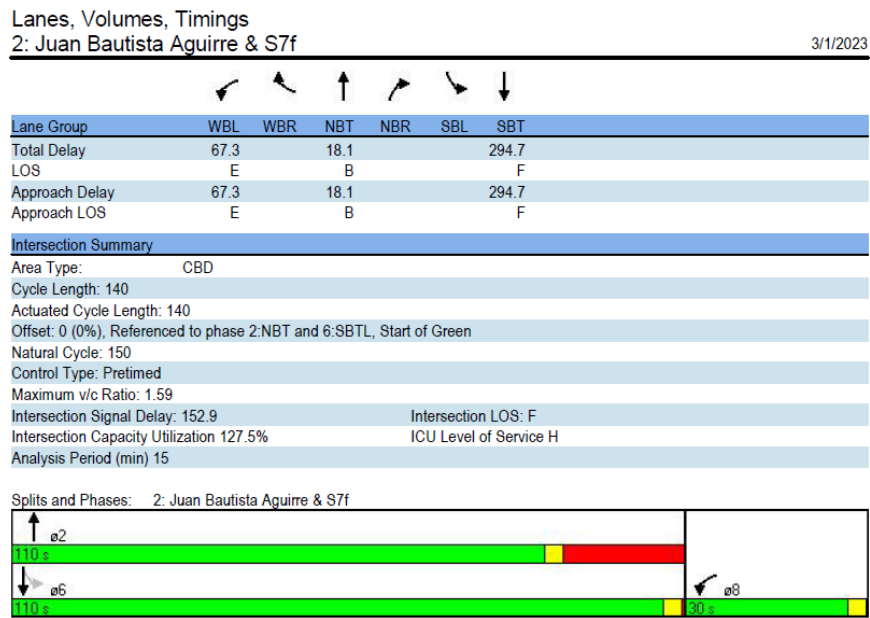 Lanes, Volumes, Timings
2: Juan Bautista Aguirre & S7f 3/1/2023
Lane Group WBL WBR NBT NBR SBL SBT
Total Delay 67.3 18.1 294.7
LOS E B F
Approach Delay 67.3 18.1 294.7
Approach LOS E B F
Intersection Summary
Area Type: CBD
Cycle Length: 140
Actuated Cycle Length: 140
Offset: 0 (0%), Referenced to phase 2:NBT and 6:SBTL, Start of Green
Natural Cycle: 150
Control Type: Pretimed
Maximum v/c Ratio: 1.59
Intersection Signal Delay: 152.9 Intersection LOS: F
Intersection Capacity Utilization 127.5% ICU Level of Service H
Analysis Period (min) 15
Splits and Phases: 2: Juan Bautista Aguirre & S7f
ø2
110 s
ø6 ø8
110 s 30 s